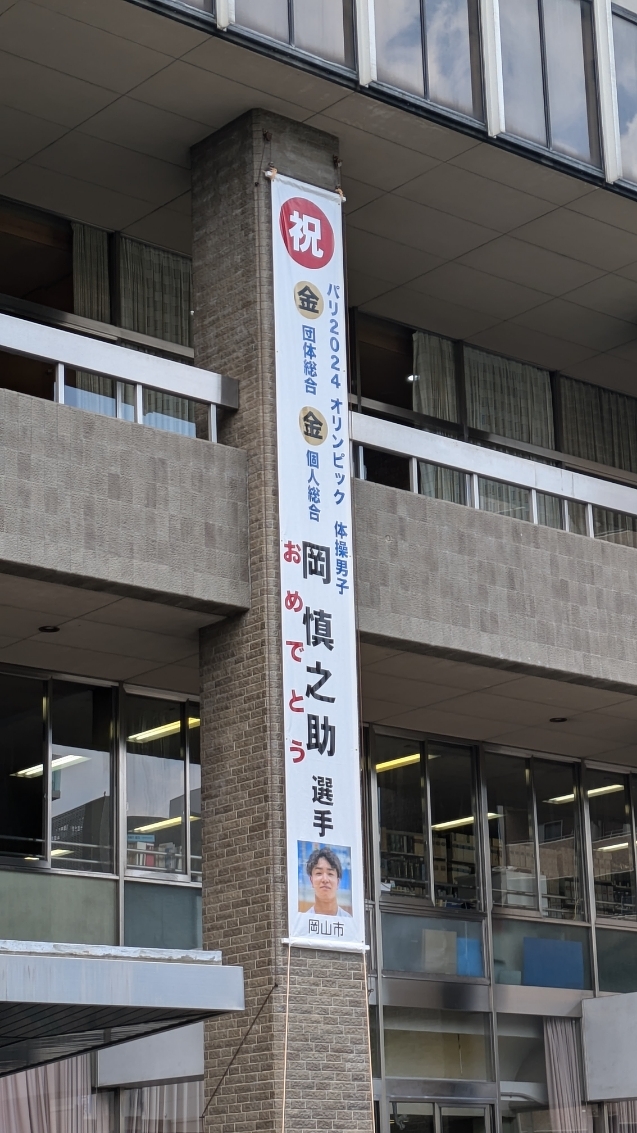 祝
パリ2024 オリンピック 体操男子
金 団体総合 金 個人総合
岡 慎之助 選手
おめでとう
岡山市